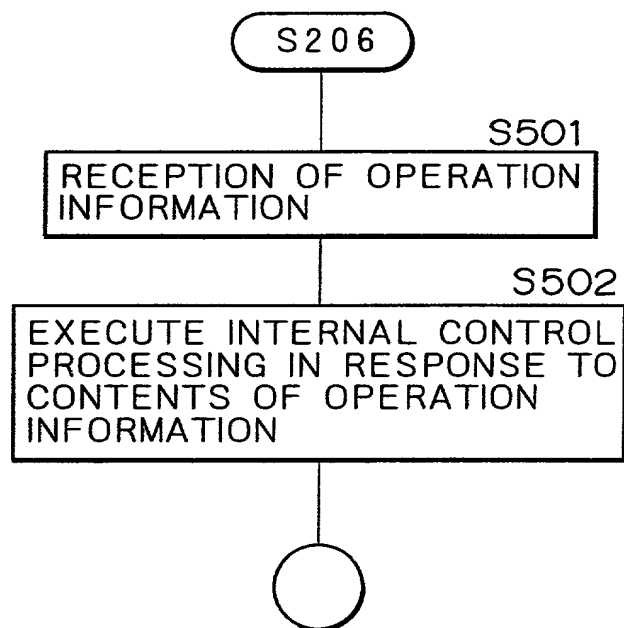 S206
S501
RECEPTION OF OPERATION
INFORMATION
S502
EXECUTE INTERNAL CONTROL
PROCESSING IN RESPONSE TO
CONTENTS OF OPERATION
INFORMATION